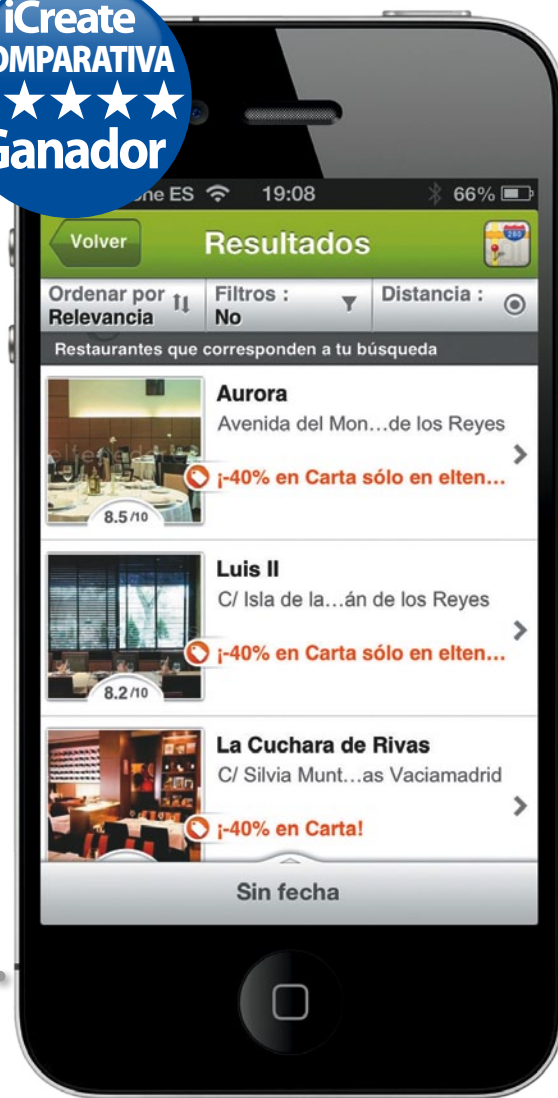 iCreate
COMPARATIVA
Ganador
ES 19:08 66%
Volver
Resultados
280
Ordenar por
Relevancia
Filtros :
No
Distancia :
Restaurantes que corresponden a tu búsqueda
Aurora
Avenida del Mon...de los Reyes
¡-40% en Carta sólo en elten...
8.5/10
Luis II
C/ Isla de la...án de los Reyes
¡-40% en Carta sólo en elten...
8.2/10
La Cuchara de Rivas
C/ Silvia Munt...as Vaciamadrid
¡-40% en Carta!
Sin fecha